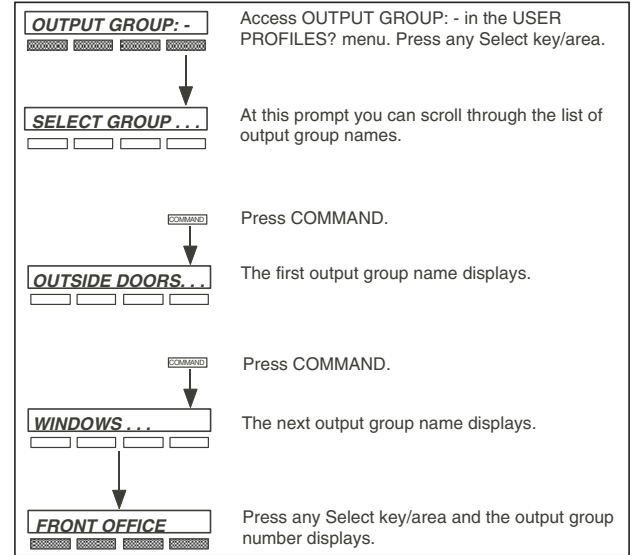 OUTPUT GROUP: -
Access OUTPUT GROUP: - in the USER
PROFILES? menu. Press any Select key/area.
SELECT GROUP . . .
At this prompt you can scroll through the list of
output group names.
COMMAND
Press COMMAND.
OUTSIDE DOORS. . .
The first output group name displays.
COMMAND
Press COMMAND.
WINDOWS . . .
The next output group name displays.
FRONT OFFICE
Press any Select key/area and the output group
number displays.